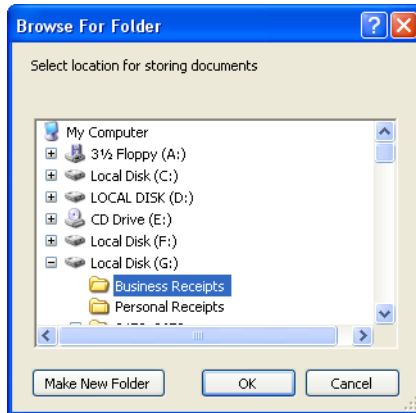 Browse For Folder
Select location for storing documents
My Computer
3½ Floppy (A:)
Local Disk (C:)
LOCAL DISK (D:)
CD Drive (E:)
Local Disk (F:)
Local Disk (G:)
Business Receipts
Personal Receipts
Make New Folder OK Cancel